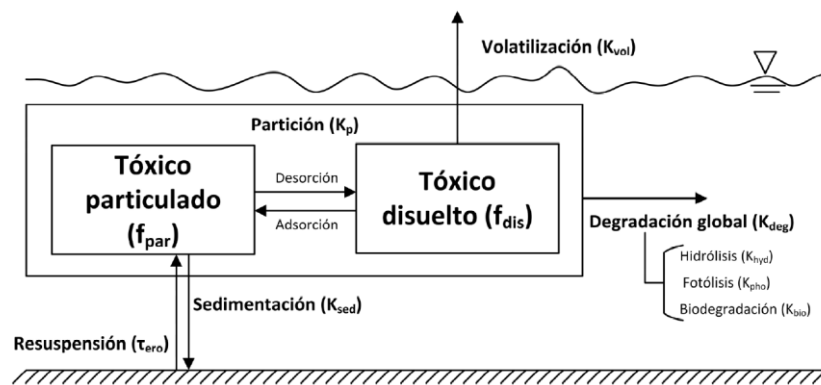 Volatilización (Kvol)
Partición (Kp)
Tóxico
particulado
(fpar)
Desorción
Adsorción
Tóxico
disuelto (fdis)
Degradación global (Kdeg)
Hidrólisis (Khyd)
Fotólisis (Kpho)
Biodegradación (Kbio)
Sedimentación (Ksed)
Resuspensión (τero)